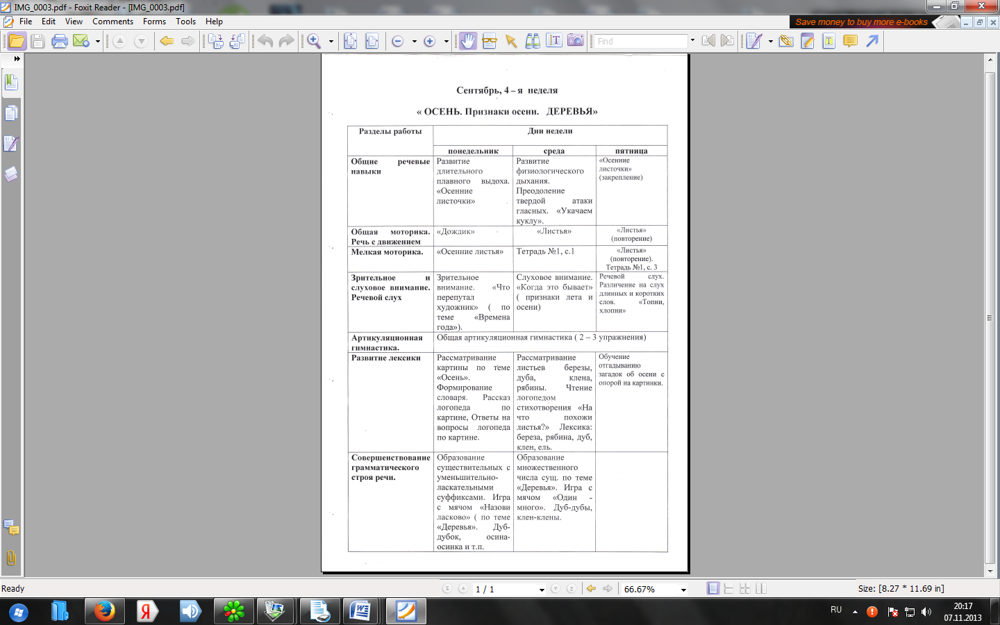 IMG_0003.pdf - Foxit Reader - [IMG_0003.pdf]
File Edit View Comments Forms Tools Help
Save money to buy more e-books
Find
Сентябрь, 4 – я неделя
« ОСЕНЬ. Признаки осени. ДЕРЕВЬЯ»
Разделы работы
Дни недели
понедельник
среда
пятница
Общие речевые
навыки
Развитие
длительного
плавного выдоха.
«Осенние
листочки»
Развитие
физиологического
дыхания.
Преодоление
твердой атаки
гласных. «Укачаем
куклу».
«Осенние
листочки»
(закрепление)
Общая моторика.
Речь с движением
«Дождик»
«Листья»
«Листья»
(повторение)
Мелкая моторика.
«Осенние листья»
Тетрадь №1, с.1
«Листья»
(повторение).
Тетрадь №1, с. 3
Зрительное и
слуховое внимание.
Речевой слух
Зрительное
внимание. «Что
перепутал
художник» ( по
теме «Времена
года»).
Слуховое внимание.
«Когда это бывает»
( признаки лета и
осени)
Речевой слух.
Различение на слух
длинных и коротких
слов. «Топни,
хлопни»
Артикуляционная
гимнастика.
Общая артикуляционная гимнастика ( 2 – 3 упражнения)
Развитие лексики
Рассматривание
картины по теме
«Осень».
Формирование
словаря. Рассказ
логопеда по
картине, Ответы на
вопросы логопеда
по картине.
Рассматривание
листьев березы,
дуба, клена,
рябины. Чтение
логопедом
стихотворения «На
что похожи
листья?» Лексика:
береза, рябина, дуб,
клен, ель.
Обучение
отгадыванию
загадок об осени с
опорой на картинки.
Совершенствование
грамматического
строя речи.
Образование
существительных с
уменьшительно-
ласкательными
суффиксами. Игра
с мячом «Назови
ласково» ( по теме
«Деревья». Дуб-
дубок, осина-
осинка и т.п.
Образование
множественного
числа сущ. по теме
«Деревья». Игра с
мячом «Один -
много». Дуб-дубы,
клен-клены.
Ready
1 / 1
66.67%
Size: [8.27 * 11.69 in]
RU
20:17
07.11.2013